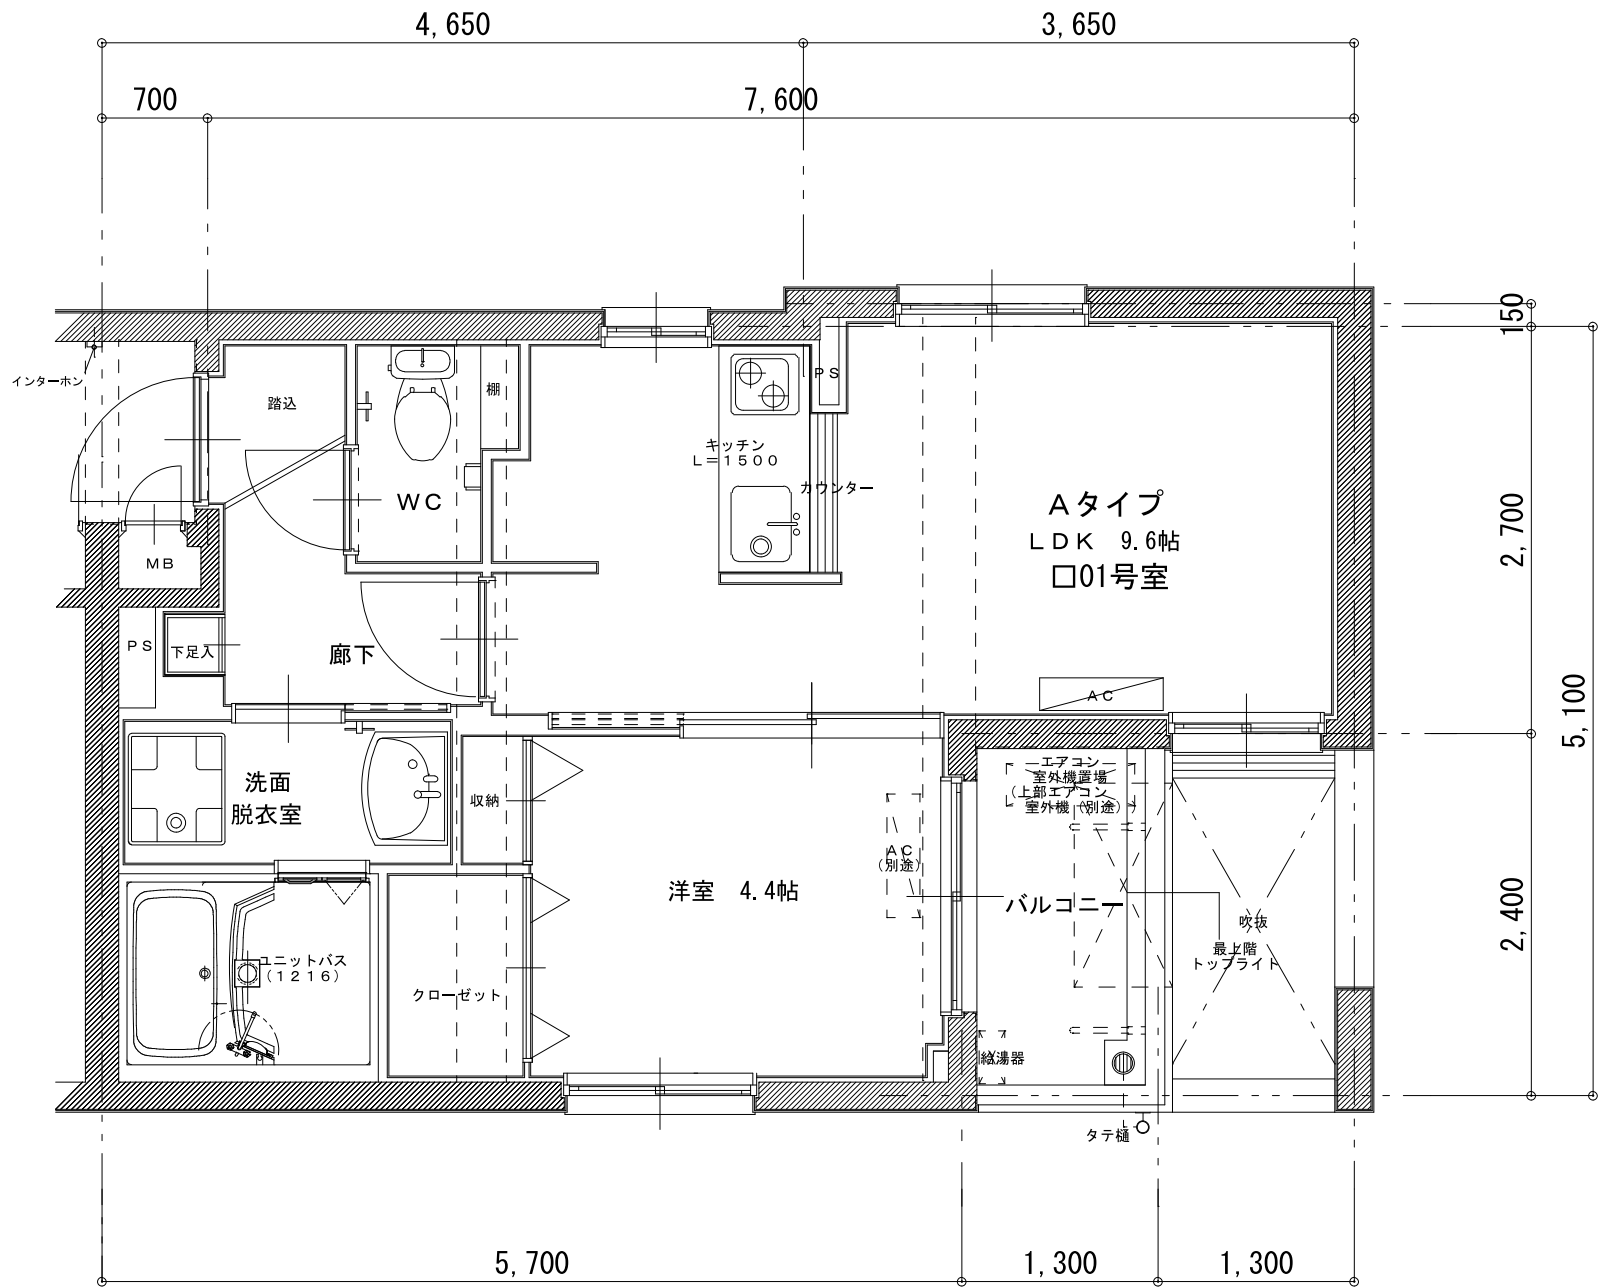 4,650
3,650
700
7,600
150
インターホン
踏込
棚
PS
キッチン
L=1500
カウンター
WC
Aタイプ
LDK 9.6帖
□01号室
2,700
5,100
MB
PS
下足入
廊下
AC
洗面
脱衣室
収納
エアコン
室外機置場
(上部エアコン
室外機(別途)
AC
(別途)
洋室 4.4帖
バルコニー
吹抜
最上階
トップライト
2,400
ユニットバス
(1216)
クローゼット
給湯器
タテ樋
5,700
1,300
1,300